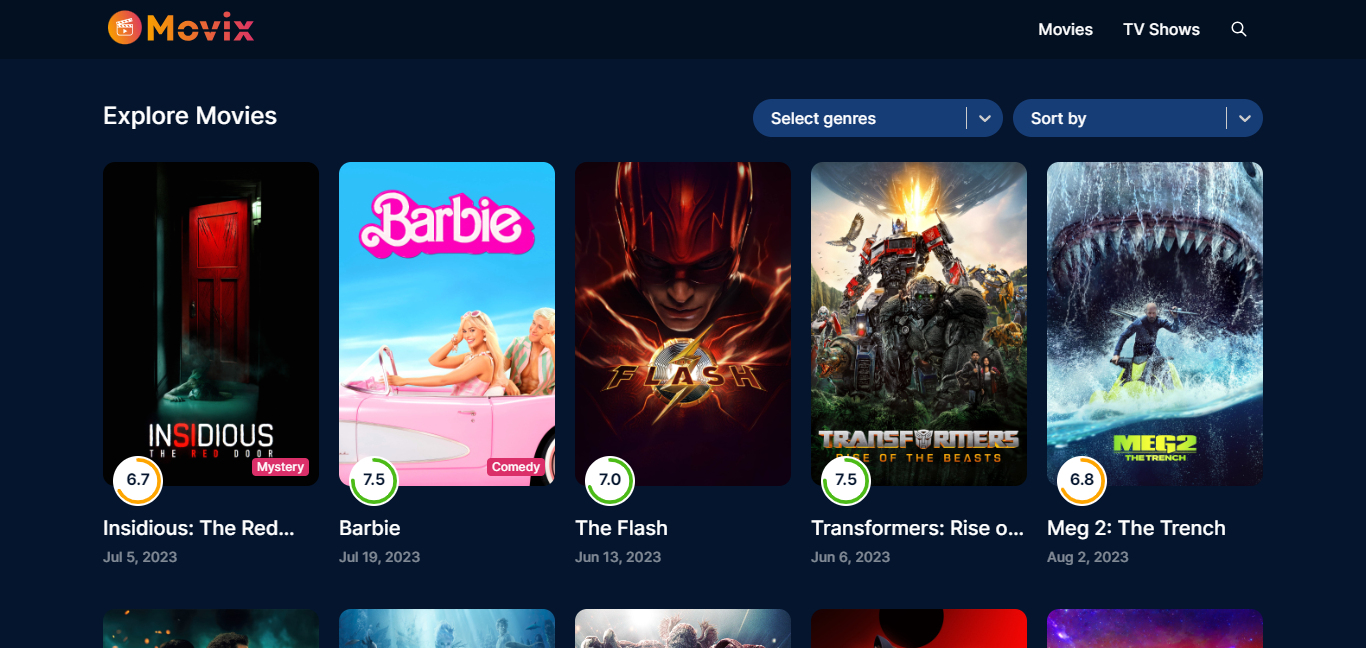 Movix
Movies
TV Shows
Explore Movies
Select genres
Sort by
INSIDIOUS
THE RED DOOR
Mystery
6.7
Insidious: The Red...
Jul 5, 2023
Barbie
Comedy
7.5
Barbie
Jul 19, 2023
FLASH
7.0
The Flash
Jun 13, 2023
TRANSFORMERS
RISE OF THE BEASTS
7.5
Transformers: Rise o...
Jun 6, 2023
MEG2
THE TRENCH
6.8
Meg 2: The Trench
Aug 2, 2023